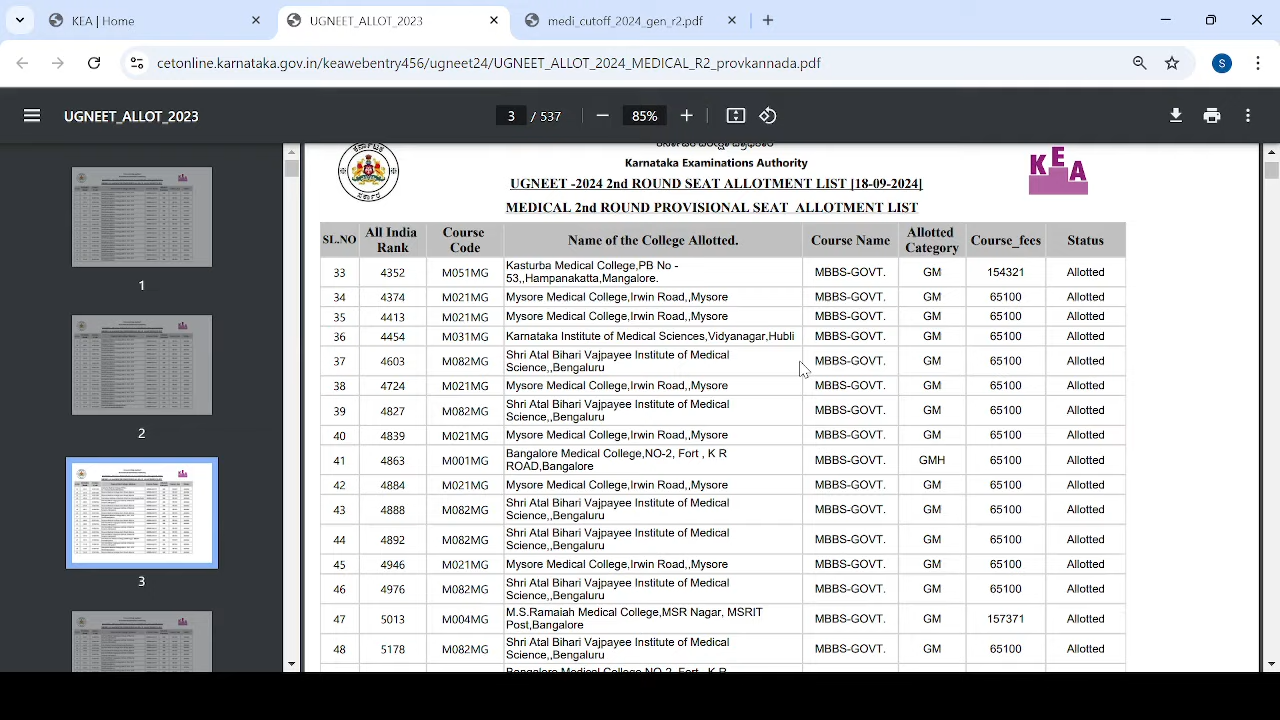 KEA | Home
UGNEET_ALLOT_2023
medi_cutoff_2024_gen_r2.pdf
cetonline.karnataka.gov.in/keawebentry456/ugneet24/UGNEET_ALLOT_2024_MEDICAL_R2_provkannada.pdf
S
UGNEET_ALLOT_2023
3 / 537
85%
1
2
3
Karnataka Examinations Authority
KEA
UGNEET -2024 2nd ROUND SEAT ALLOTMENT LIST [18-09-2024]
MEDICAL 2nd ROUND PROVISIONAL SEAT ALLOTMENT LIST
SL.NO All India Rank Course Code Name of the College Allotted. Course Name Allotted Category Course_fees Status
33 4352 M051MG Kasturba Medical College,PB No - 53,,Hampanakatta,Mangalore. MBBS-GOVT. GM 154321 Allotted
34 4374 M021MG Mysore Medical College,Irwin Road,,Mysore MBBS-GOVT. GM 65100 Allotted
35 4413 M021MG Mysore Medical College,Irwin Road,,Mysore MBBS-GOVT. GM 65100 Allotted
36 4454 M031MG Karnataka Institute of Medical Sciences,Vidyanagar,Hubli MBBS-GOVT. GM 65100 Allotted
37 4503 M082MG Shri Atal Bihari Vajpayee Institute of Medical Science,,Bengaluru MBBS-GOVT. GM 65100 Allotted
38 4724 M021MG Mysore Medical College,Irwin Road,,Mysore MBBS-GOVT. GM 65100 Allotted
39 4827 M082MG Shri Atal Bihari Vajpayee Institute of Medical Science,,Bengaluru MBBS-GOVT. GM 65100 Allotted
40 4839 M021MG Mysore Medical College,Irwin Road,,Mysore MBBS-GOVT. GM 65100 Allotted
41 4863 M001MG Bangalore Medical College,NO-2, Fort , K R ROAD,Bangalore MBBS-GOVT. GMH 65100 Allotted
42 4884 M021MG Mysore Medical College,Irwin Road,,Mysore MBBS-GOVT. GM 65100 Allotted
43 4888 M082MG Shri Atal Bihari Vajpayee Institute of Medical Science,,Bengaluru MBBS-GOVT. GM 65100 Allotted
44 4892 M082MG Shri Atal Bihari Vajpayee Institute of Medical Science,,Bengaluru MBBS-GOVT. GM 65100 Allotted
45 4946 M021MG Mysore Medical College,Irwin Road,,Mysore MBBS-GOVT. GM 65100 Allotted
46 4976 M082MG Shri Atal Bihari Vajpayee Institute of Medical Science,,Bengaluru MBBS-GOVT. GM 65100 Allotted
47 5013 M004MG M.S.Ramaiah Medical College,MSR Nagar, MSRIT Post,Bangalore MBBS-GOVT. GM 157371 Allotted
48 5178 M082MG Shri Atal Bihari Vajpayee Institute of Medical Science,,Bengaluru MBBS-GOVT. GM 65100 Allotted
Bangalore Medical College,NO-2, Fort , K R